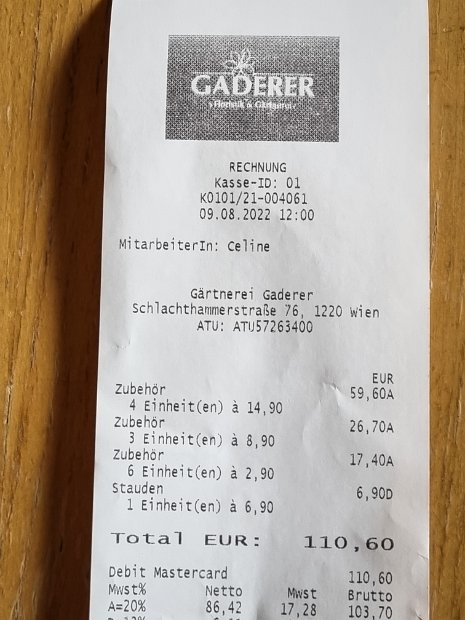 GADERER
RECHNUNG
Kasse-ID: 01
K0101/21-004061
09.08.2022 12:00
MitarbeiterIn: Celine
Gärtnerei Gaderer
Schlachthammerstraße 76, 1220 Wien
ATU: ATU57263400
EUR
Zubehör 59,60A
4 Einheit(en) à 14,90
Zubehör 26,70A
3 Einheit(en) à 8,90
Zubehör 17,40A
6 Einheit(en) à 2,90
Stauden 6,90D
1 Einheit(en) à 6,90
Total EUR: 110,60
Debit Mastercard 110,60
Mwst% Netto Mwst Brutto
A=20% 86,42 17,28 103,70